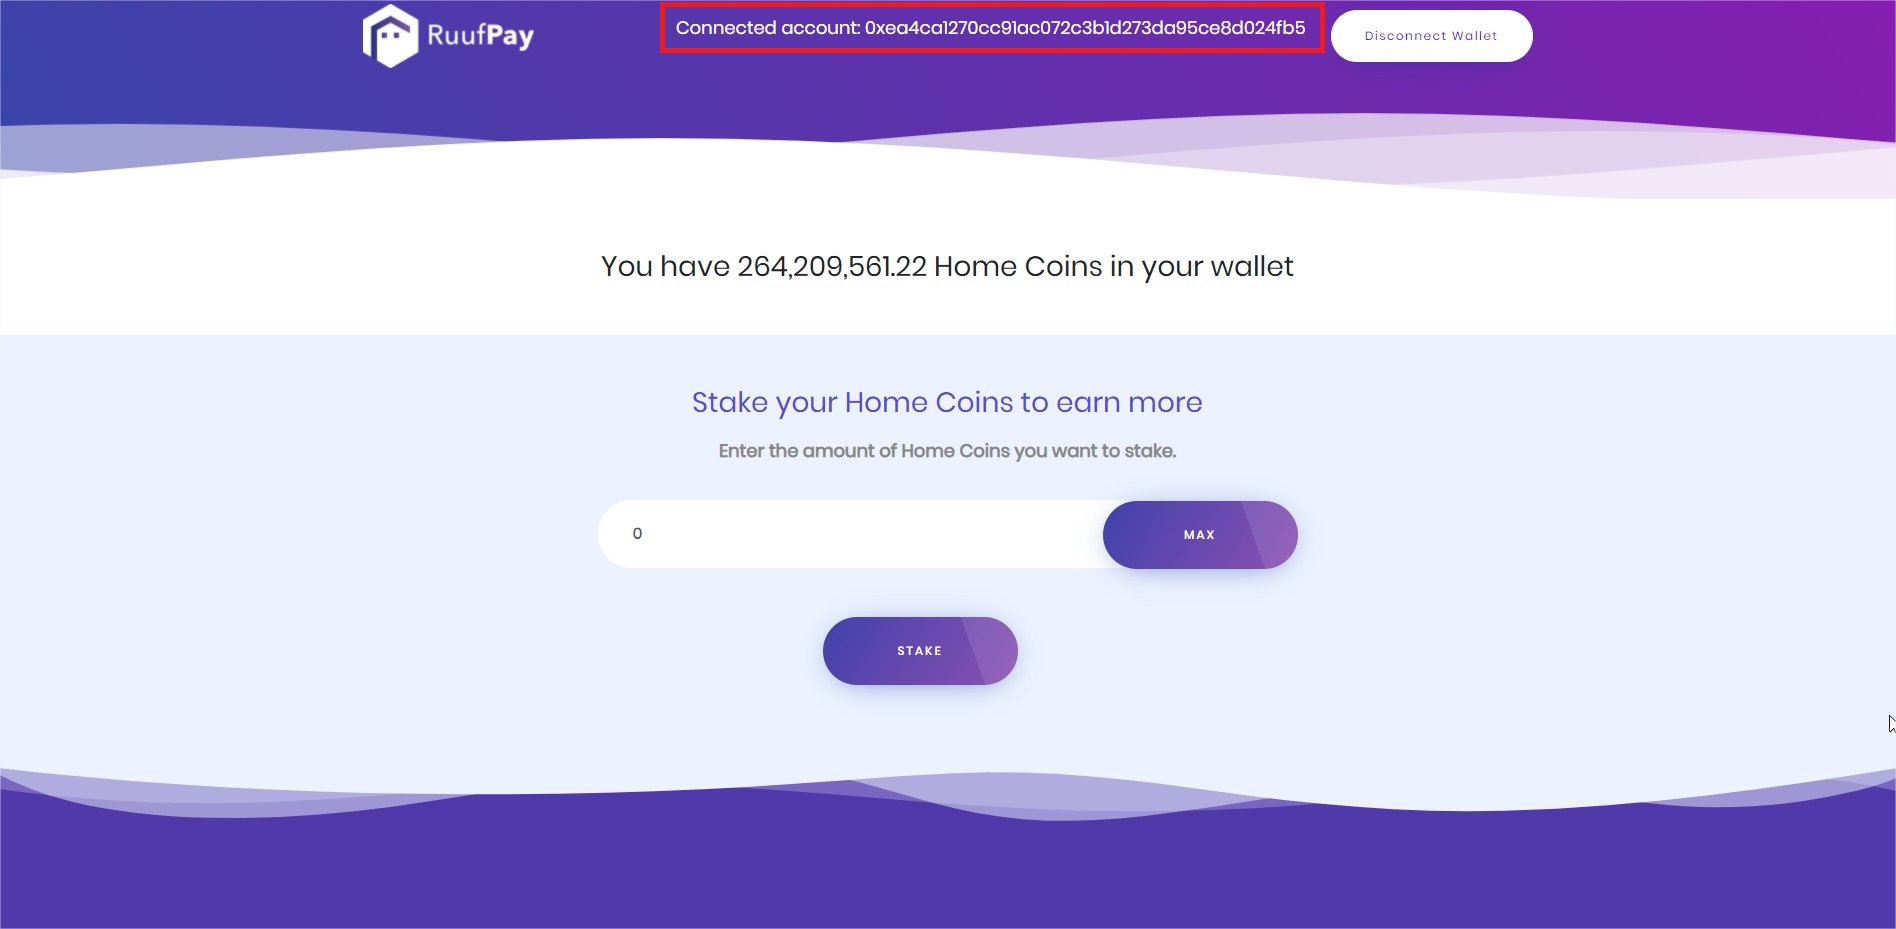 RuufPay
Connected account: 0xea4ca1270cc91ac072c3b1d273da95ce8d024fb5
Disconnect Wallet
You have 264,209,561.22 Home Coins in your wallet
Stake your Home Coins to earn more
Enter the amount of Home Coins you want to stake.
0
MAX
STAKE